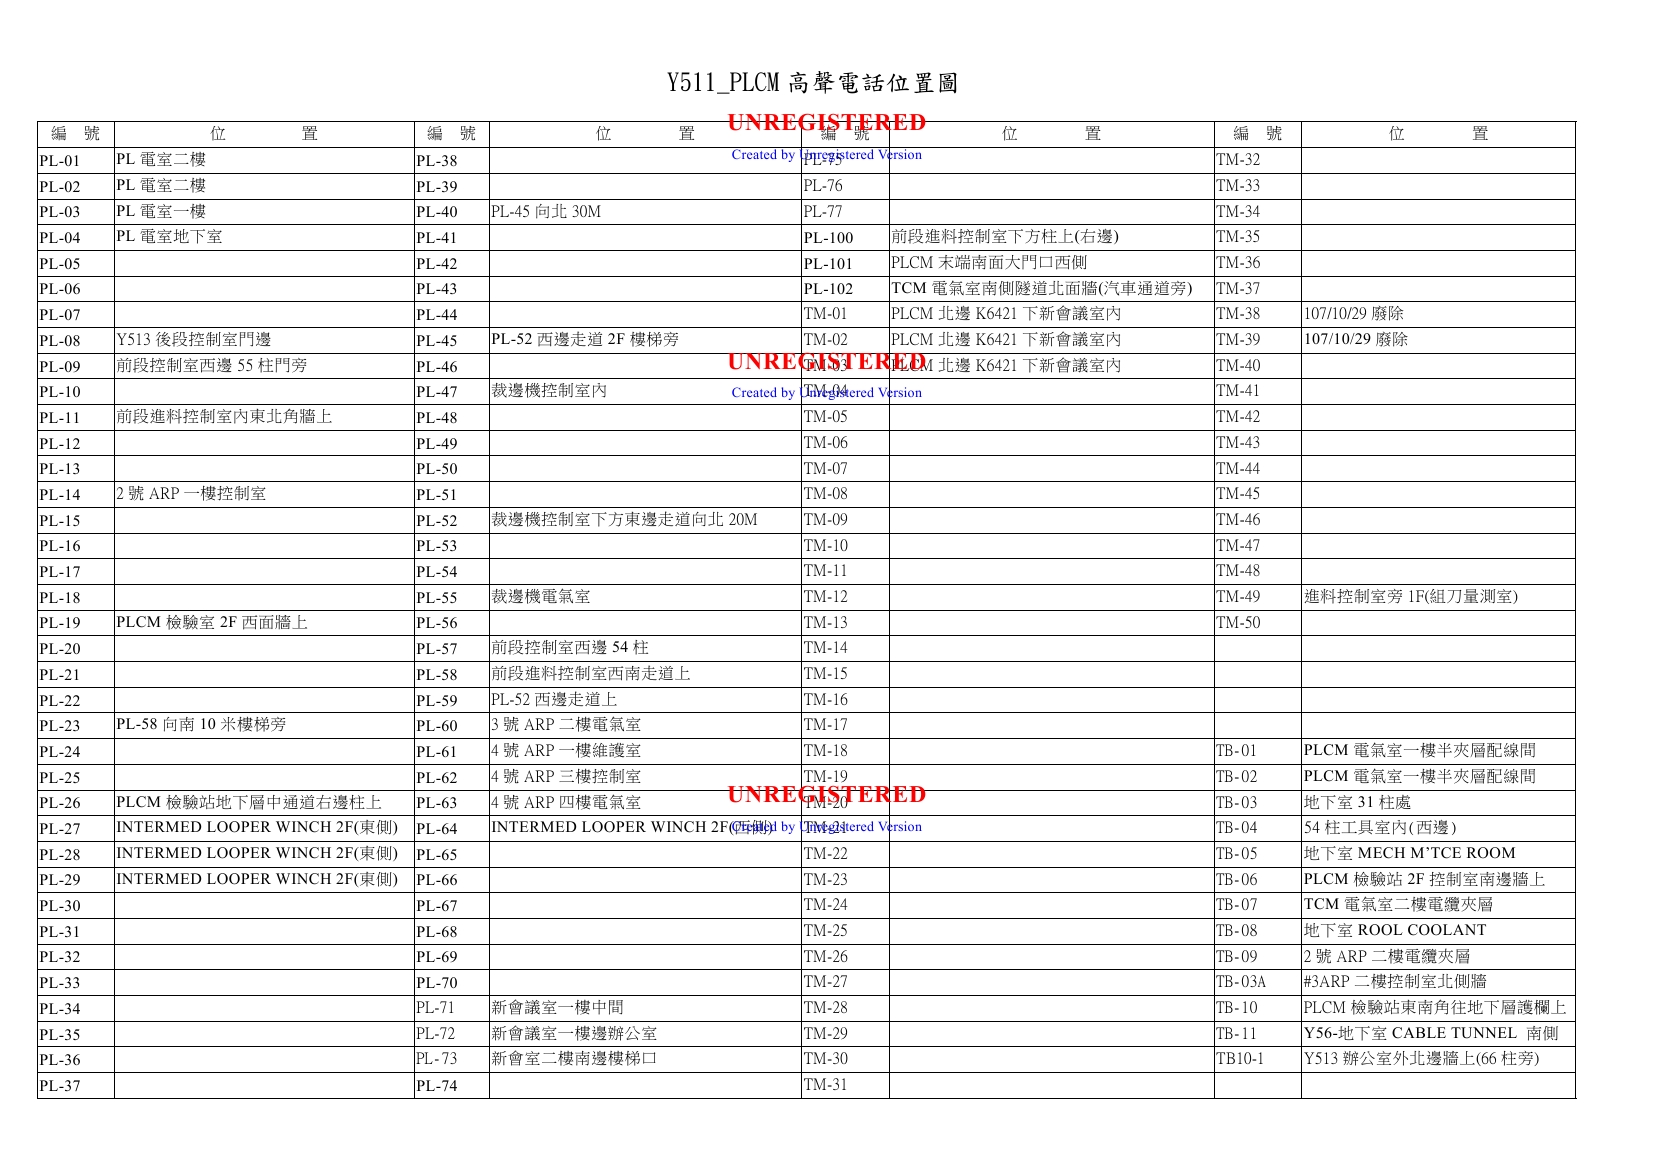 Y511_PLCM 高聲電話位置圖
UNREGISTERED
編 號 位 置 編 號 位 置 編 號 位 置 編 號 位 置
Created by Unregistered Version
PL-01 PL 電室二樓 PL-38 PL-75 TM-32
PL-02 PL 電室二樓 PL-39 PL-76 TM-33
PL-03 PL 電室一樓 PL-40 PL-45 向北 30M PL-77 TM-34
PL-04 PL 電室地下室 PL-41 PL-100 前段進料控制室下方柱上(右邊) TM-35
PL-05 PL-42 PL-101 PLCM 末端南面大門口西側 TM-36
PL-06 PL-43 PL-102 TCM 電氣室南側隧道北面牆(汽車通道旁) TM-37
PL-07 PL-44 TM-01 PLCM 北邊 K6421 下新會議室內 TM-38 107/10/29 廢除
PL-08 Y513 後段控制室門邊 PL-45 PL-52 西邊走道 2F 樓梯旁 TM-02 PLCM 北邊 K6421 下新會議室內 TM-39 107/10/29 廢除
UNREGISTERED
PL-09 前段控制室西邊 55 柱門旁 PL-46 TM-03 PLCM 北邊 K6421 下新會議室內 TM-40
PL-10 PL-47 裁邊機控制室內 TM-04 TM-41
Created by Unregistered Version
PL-11 前段進料控制室內東北角牆上 PL-48 TM-05 TM-42
PL-12 PL-49 TM-06 TM-43
PL-13 PL-50 TM-07 TM-44
PL-14 2 號 ARP 一樓控制室 PL-51 TM-08 TM-45
PL-15 PL-52 裁邊機控制室下方東邊走道向北 20M TM-09 TM-46
PL-16 PL-53 TM-10 TM-47
PL-17 PL-54 TM-11 TM-48
PL-18 PL-55 裁邊機電氣室 TM-12 TM-49 進料控制室旁 1F(組刀量測室)
PL-19 PLCM 檢驗室 2F 西面牆上 PL-56 TM-13 TM-50
PL-20 PL-57 前段控制室西邊 54 柱 TM-14
PL-21 PL-58 前段進料控制室西南走道上 TM-15
PL-22 PL-59 PL-52 西邊走道上 TM-16
PL-23 PL-58 向南 10 米樓梯旁 PL-60 3 號 ARP 二樓電氣室 TM-17
PL-24 PL-61 4 號 ARP 一樓維護室 TM-18 TB-01 PLCM 電氣室一樓半夾層配線間
PL-25 PL-62 4 號 ARP 三樓控制室 TM-19 TB-02 PLCM 電氣室一樓半夾層配線間
UNREGISTERED
PL-26 PLCM 檢驗站地下層中通道右邊柱上 PL-63 4 號 ARP 四樓電氣室 TM-20 TB-03 地下室 31 柱處
PL-27 INTERMED LOOPER WINCH 2F(東側) PL-64 INTERMED LOOPER WINCH 2F(西側) TM-21 TB-04 54 柱工具室內(西邊)
Created by Unregistered Version
PL-28 INTERMED LOOPER WINCH 2F(東側) PL-65 TM-22 TB-05 地下室 MECH M’TCE ROOM
PL-29 INTERMED LOOPER WINCH 2F(東側) PL-66 TM-23 TB-06 PLCM 檢驗站 2F 控制室南邊牆上
PL-30 PL-67 TM-24 TB-07 TCM 電氣室二樓電纜夾層
PL-31 PL-68 TM-25 TB-08 地下室 ROOL COOLANT
PL-32 PL-69 TM-26 TB-09 2 號 ARP 二樓電纜夾層
PL-33 PL-70 TM-27 TB-03A #3ARP 二樓控制室北側牆
PL-34 PL-71 新會議室一樓中間 TM-28 TB-10 PLCM 檢驗站東南角往地下層護欄上
PL-35 PL-72 新會議室一樓邊辦公室 TM-29 TB-11 Y56-地下室 CABLE TUNNEL 南側
PL-36 PL-73 新會室二樓南邊樓梯口 TM-30 TB10-1 Y513 辦公室外北邊牆上(66 柱旁)
PL-37 PL-74 TM-31